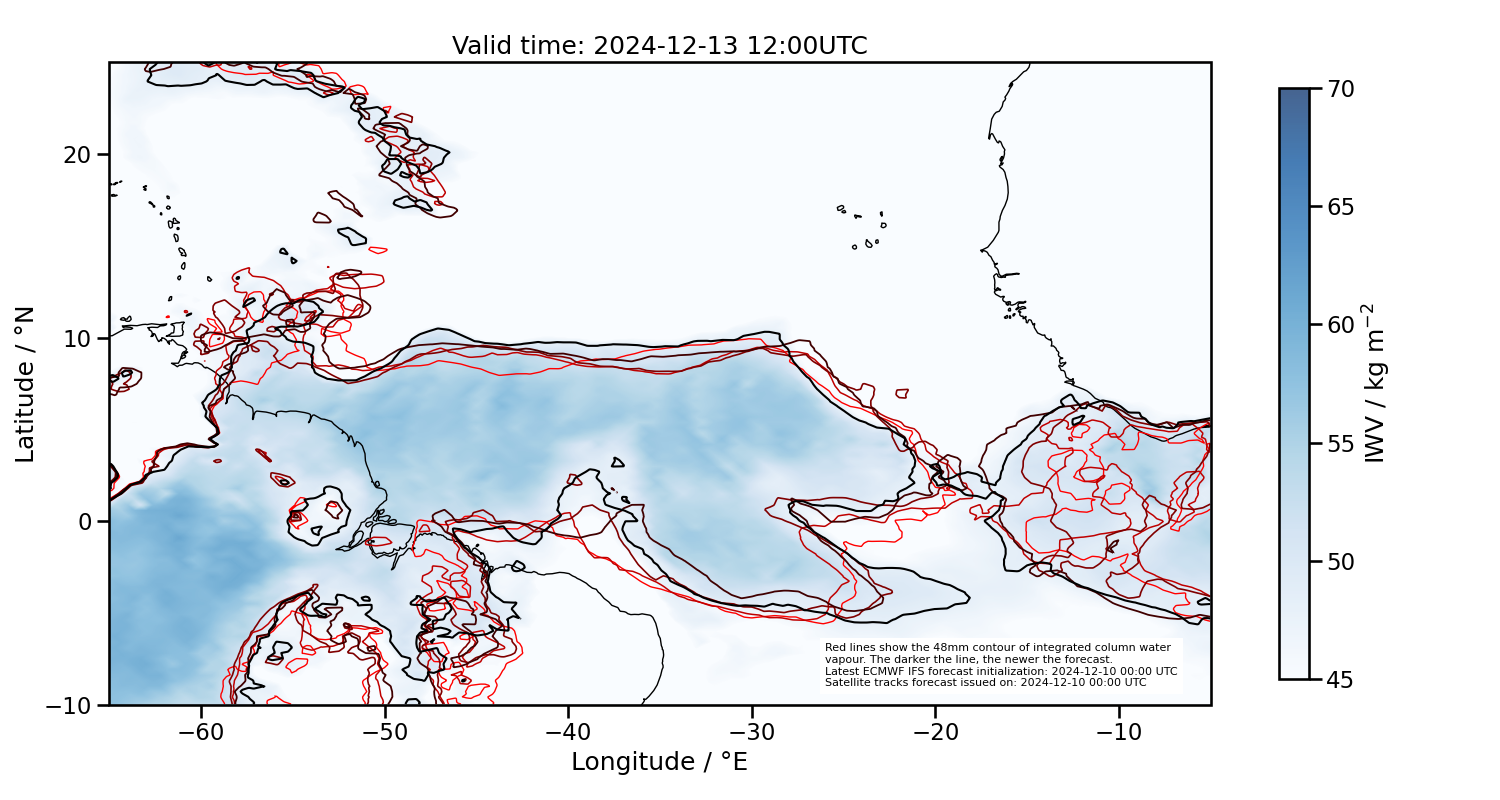 Valid time: 2024-12-13 12:00UTC
Latitude / °N
20
10
0
−10
−60
−50
−40
−30
−20
−10
Longitude / °E
Red lines show the 48mm contour of integrated column water
vapour. The darker the line, the newer the forecast.
Latest ECMWF IFS forecast initialization: 2024-12-10 00:00 UTC
Satellite tracks forecast issued on: 2024-12-10 00:00 UTC
70
65
60
55
50
45
IWV / kg m⁻²